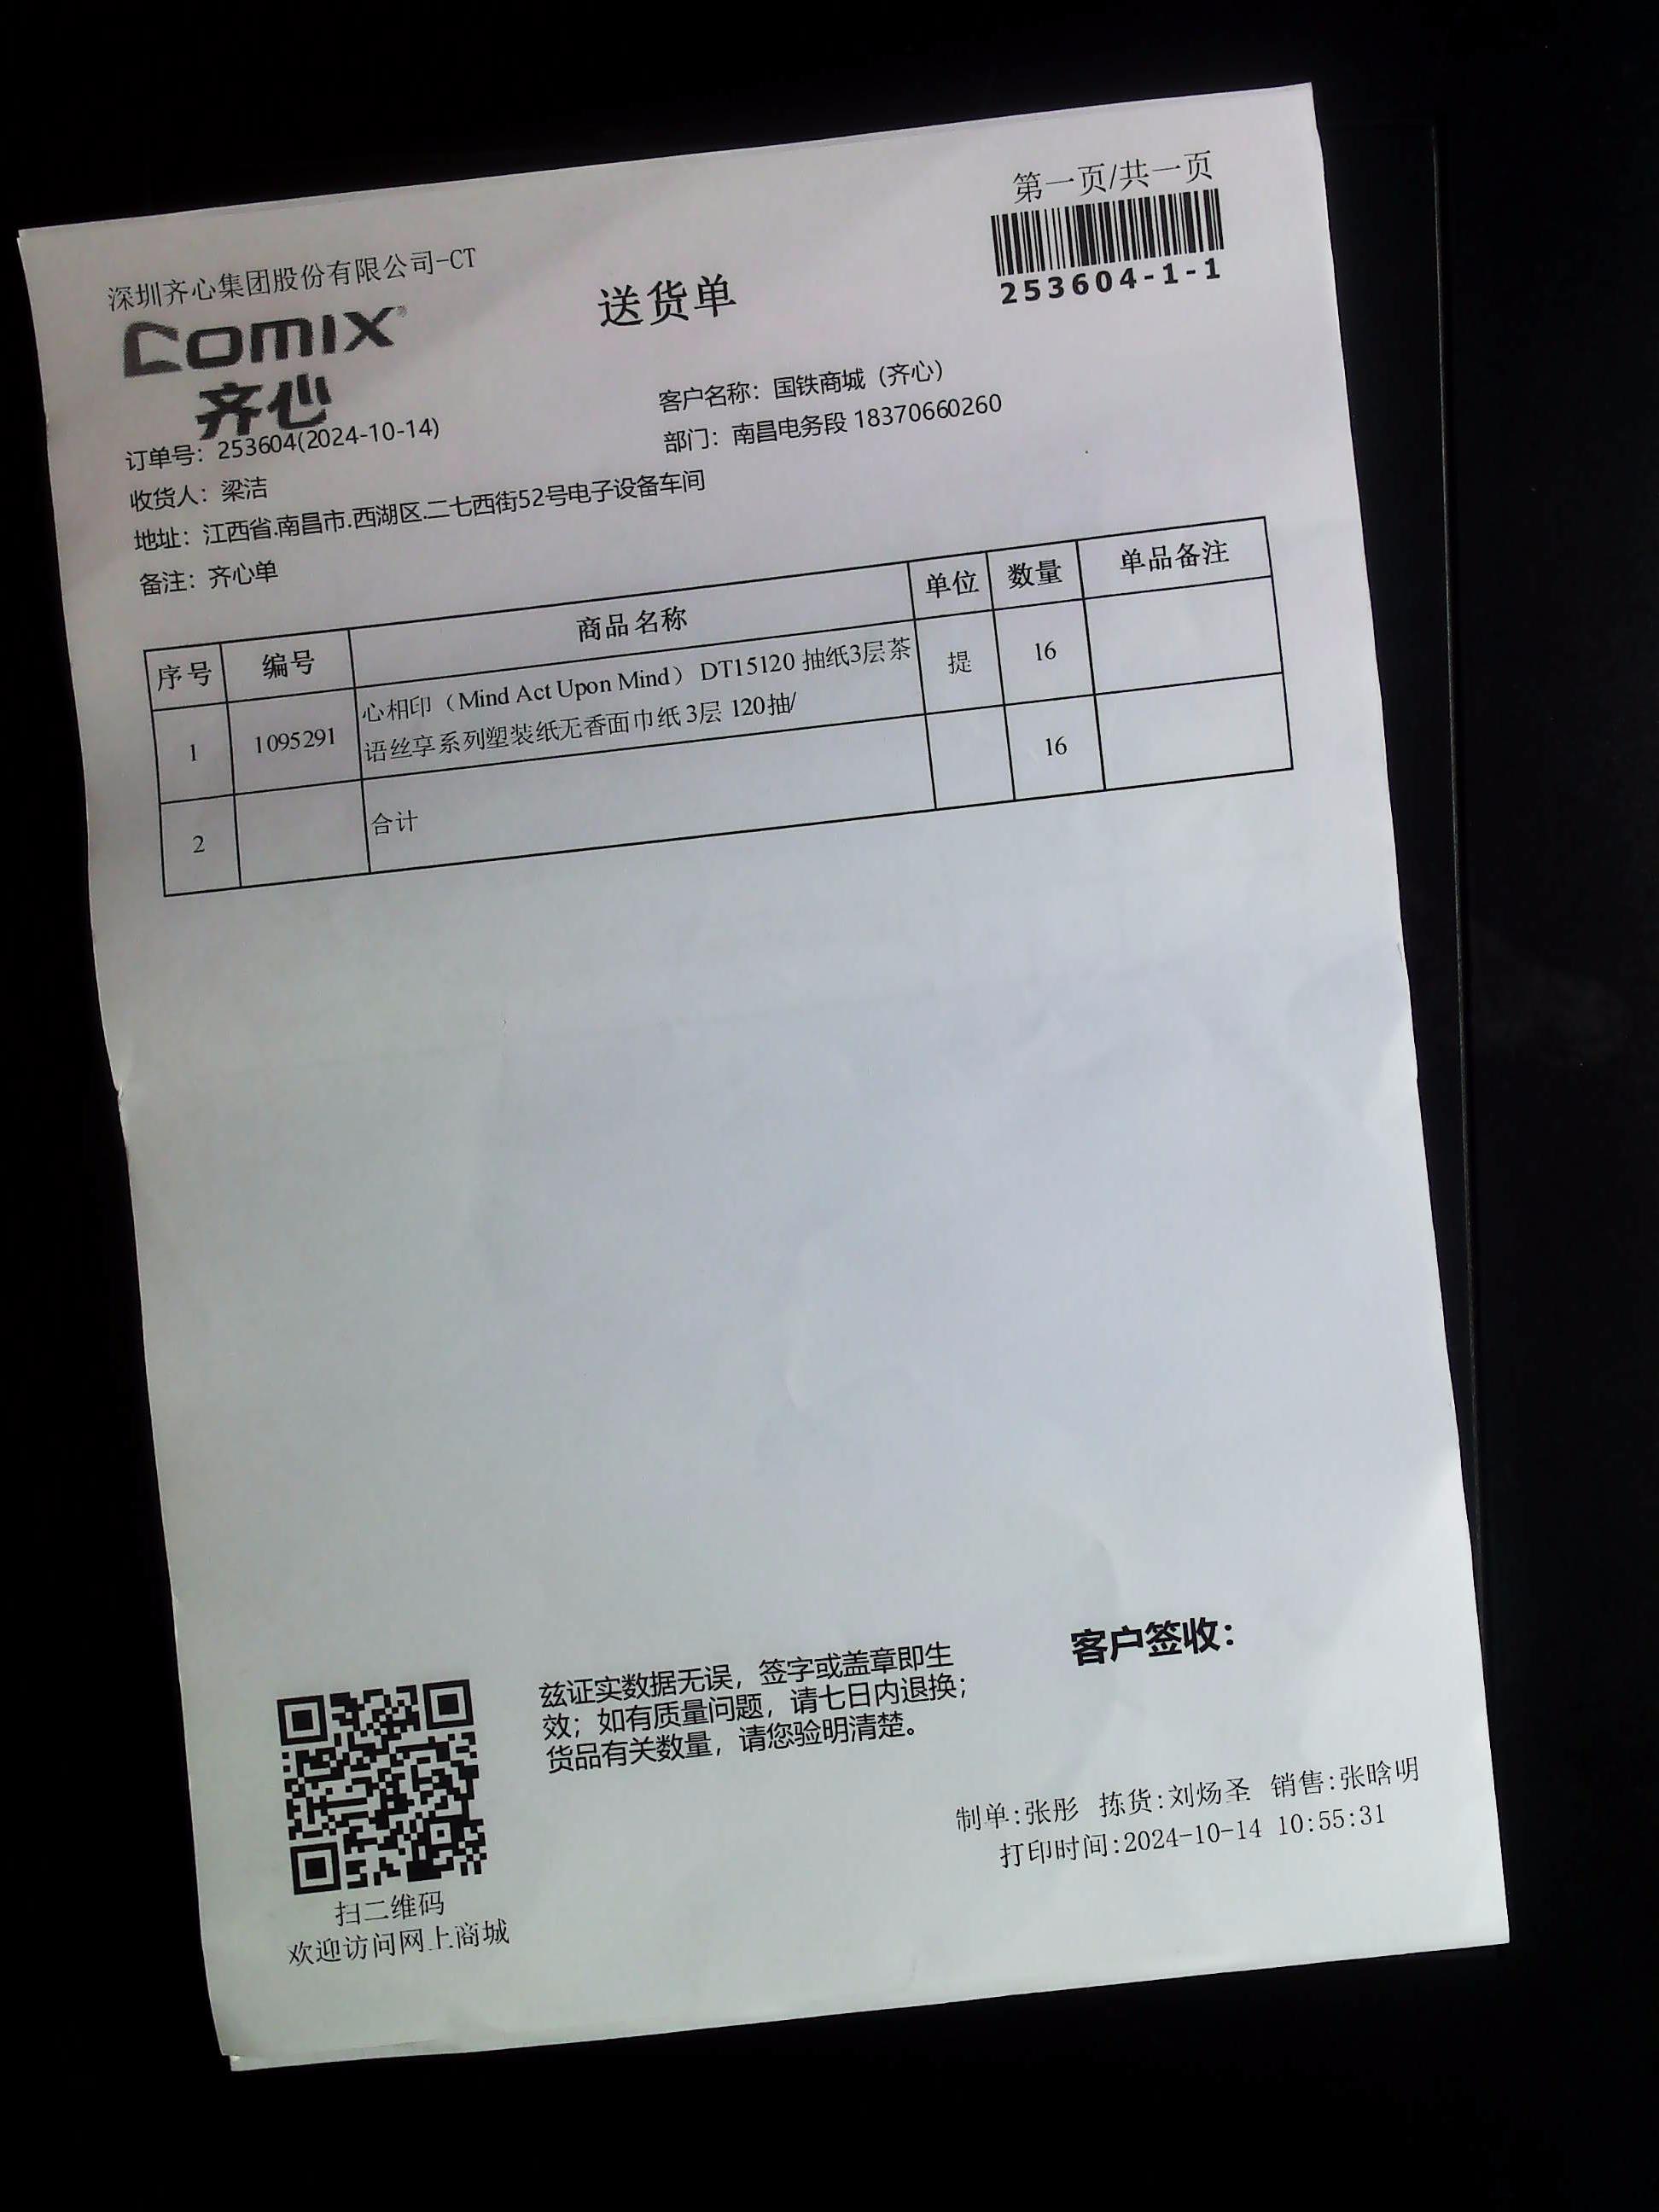 第一页/共一页
253604-1-1
深圳齐心集团股份有限公司-CT
COMIX®
齐心
送货单
订单号：253604(2024-10-14)
客户名称：国铁商城（齐心）
收货人：梁洁
部门：南昌电务段 18370660260
地址：江西省.南昌市.西湖区.二七西街52号电子设备车间
备注：齐心单
序号 编号 商品名称 单位 数量 单品备注
1 1095291 心相印（Mind Act Upon Mind） DT15120 抽纸3层茶 提 16
语丝享系列塑装纸无香面巾纸 3层 120抽/
2 合计 16
兹证实数据无误，签字或盖章即生
效；如有质量问题，请七日内退换；
货品有关数量，请您验明清楚。
客户签收：
制单:张彤 拣货:刘炀圣 销售:张晗明
打印时间:2024-10-14 10:55:31
扫二维码
欢迎访问网上商城